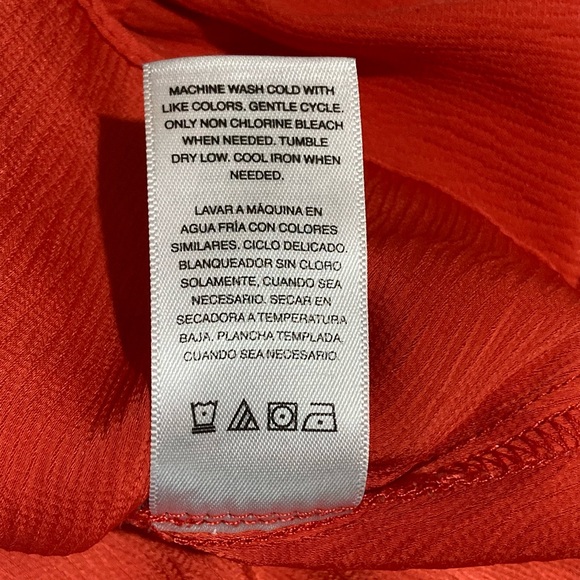 MACHINE WASH COLD WITH
LIKE COLORS. GENTLE CYCLE.
ONLY NON CHLORINE BLEACH
WHEN NEEDED. TUMBLE
DRY LOW. COOL IRON WHEN
NEEDED.
LAVAR A MÁQUINA EN
AGUA FRÍA CON COLORES
SIMILARES. CICLO DELICADO.
BLANQUEADOR SIN CLORO
SOLAMENTE, CUANDO SEA
NECESARIO. SECAR EN
SECADORA A TEMPERATURA
BAJA. PLANCHA TEMPLADA.
CUANDO SEA NECESARIO.